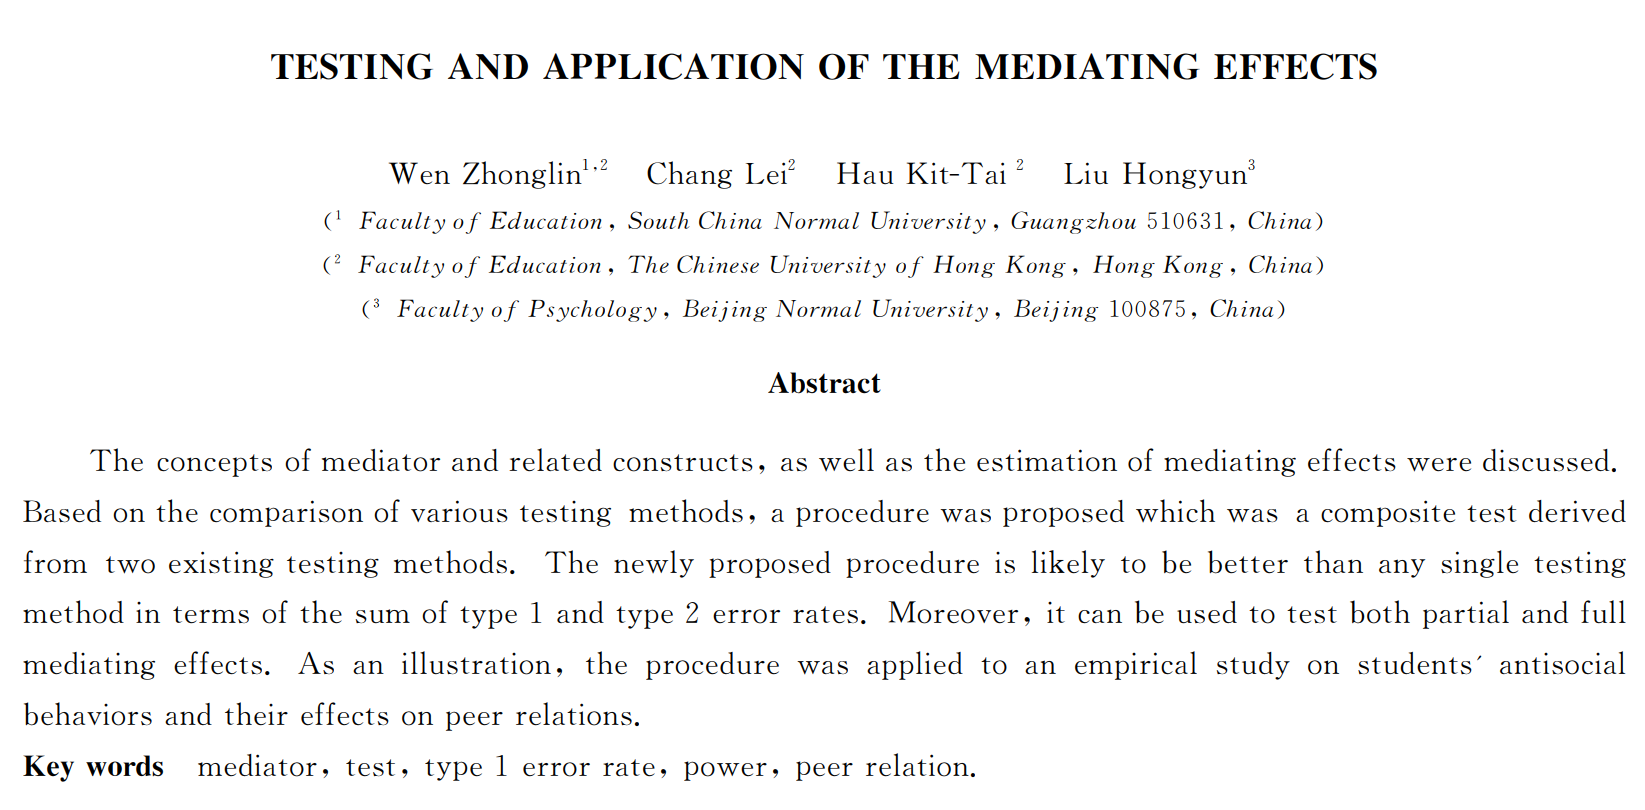 TESTING AND APPLICATION OF THE MEDIATING EFFECTS
Wen Zhonglin1,2 Chang Lei2 Hau Kit-Tai 2 Liu Hongyun3
(1 Faculty of Education, South China Normal University, Guangzhou 510631, China)
(2 Faculty of Education, The Chinese University of Hong Kong, Hong Kong, China)
(3 Faculty of Psychology, Beijing Normal University, Beijing 100875, China)
Abstract
The concepts of mediator and related constructs, as well as the estimation of mediating effects were discussed.
Based on the comparison of various testing methods, a procedure was proposed which was a composite test derived
from two existing testing methods. The newly proposed procedure is likely to be better than any single testing
method in terms of the sum of type 1 and type 2 error rates. Moreover, it can be used to test both partial and full
mediating effects. As an illustration, the procedure was applied to an empirical study on students′ antisocial
behaviors and their effects on peer relations.
Key words mediator, test, type 1 error rate, power, peer relation.